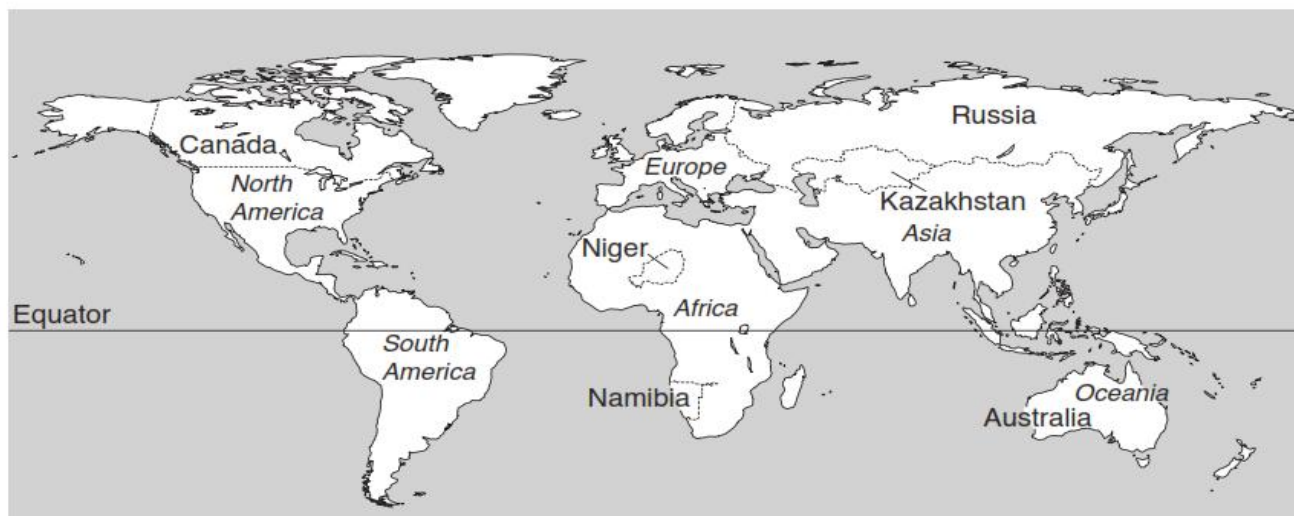 Russia
Canada
Europe
North
America
Kazakhstan
Asia
Niger
Africa
Equator
South
America
Namibia
Oceania
Australia